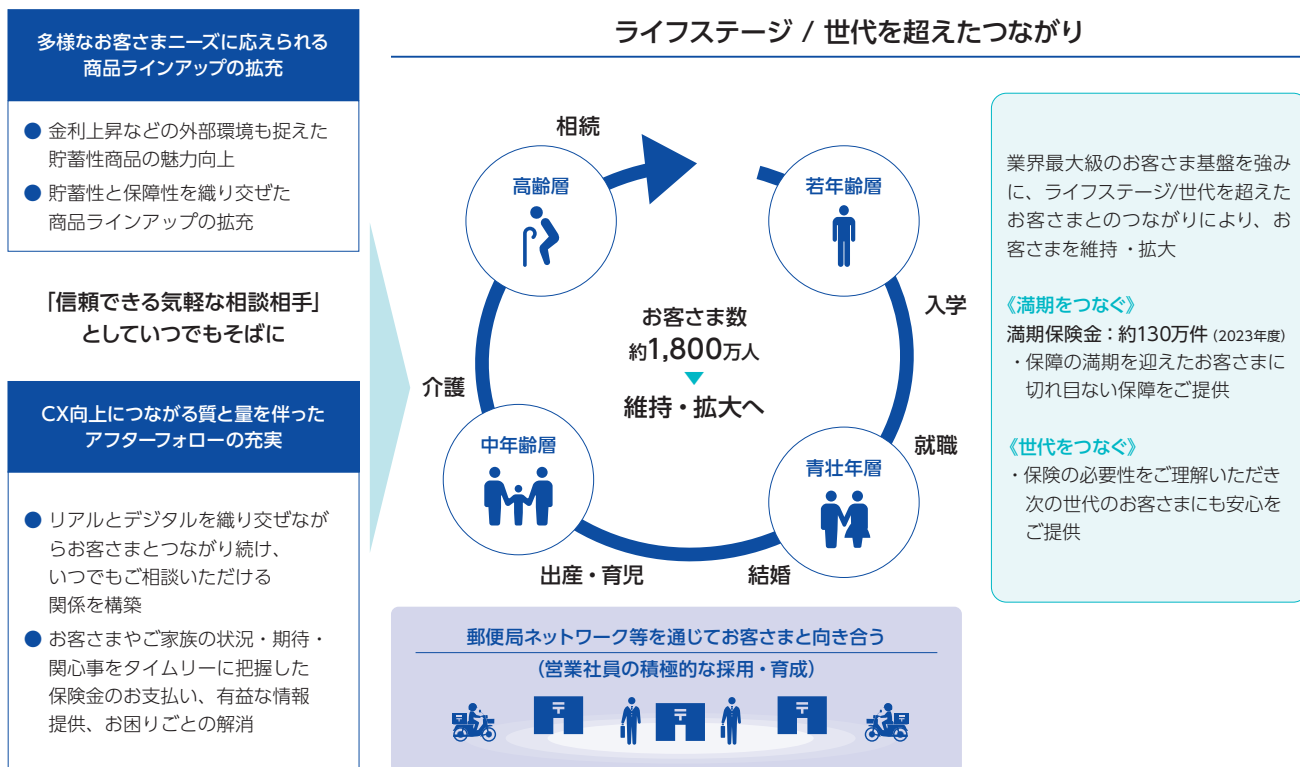 多様なお客さまニーズに応えられる
商品ラインアップの拡充
● 金利上昇などの外部環境も捉えた
貯蓄性商品の魅力向上
● 貯蓄性と保障性を織り交ぜた
商品ラインアップの拡充
「信頼できる気軽な相談相手」
としていつでもそばに
CX向上につながる質と量を伴った
アフターフォローの充実
● リアルとデジタルを織り交ぜなが
らお客さまとつながり続け、
いつでもご相談いただける
関係を構築
● お客さまやご家族の状況・期待・
関心事をタイムリーに把握した
保険金のお支払い、有益な情報
提供、お困りごとの解消
ライフステージ / 世代を超えたつながり
相続
高齢層
若年齢層
入学
お客さま数
約1,800万人
維持・拡大へ
介護
中年齢層
青壮年層
就職
出産・育児
結婚
郵便局ネットワーク等を通じてお客さまと向き合う
(営業社員の積極的な採用・育成)
〒
〒
〒
業界最大級のお客さま基盤を強み
に、ライフステージ/世代を超えた
お客さまとのつながりにより、お
客さまを維持・拡大
《満期をつなぐ》
満期保険金：約130万件 (2023年度)
・保障の満期を迎えたお客さまに
切れ目ない保障をご提供
《世代をつなぐ》
・保険の必要性をご理解いただき
次の世代のお客さまにも安心を
ご提供